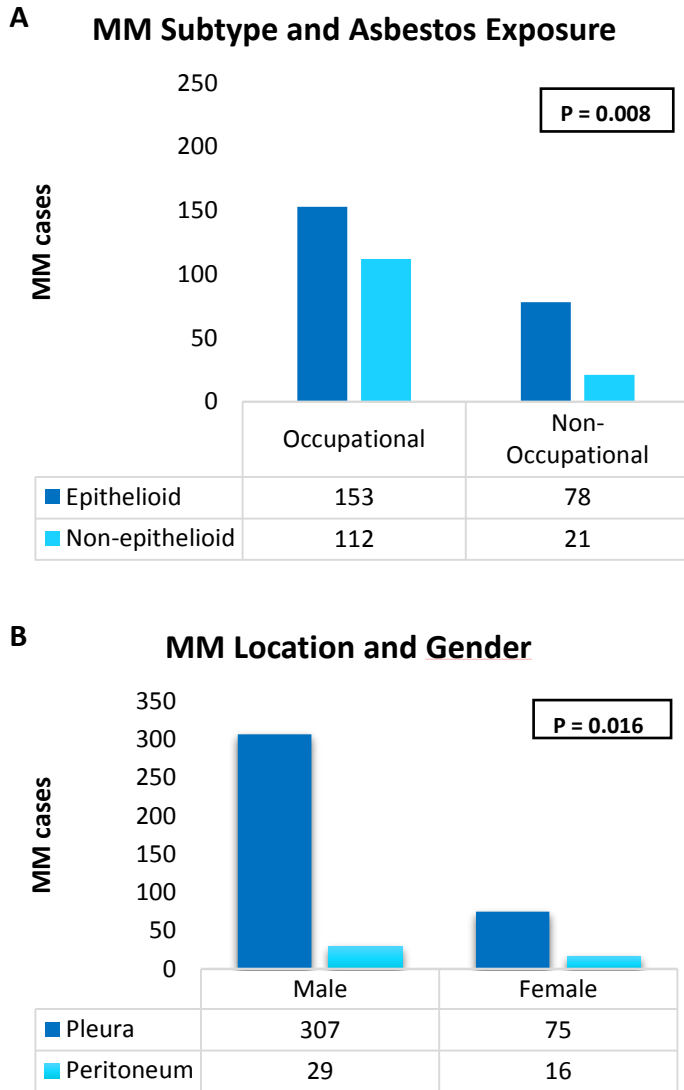 A
MM Subtype and Asbestos Exposure
P = 0.008
MM cases
250
200
150
100
50
0
Occupational
Non-
Occupational
Epithelioid 153 78
Non-epithelioid 112 21
B
MM Location and Gender
P = 0.016
MM cases
350
300
250
200
150
100
50
0
Male Female
Pleura 307 75
Peritoneum 29 16